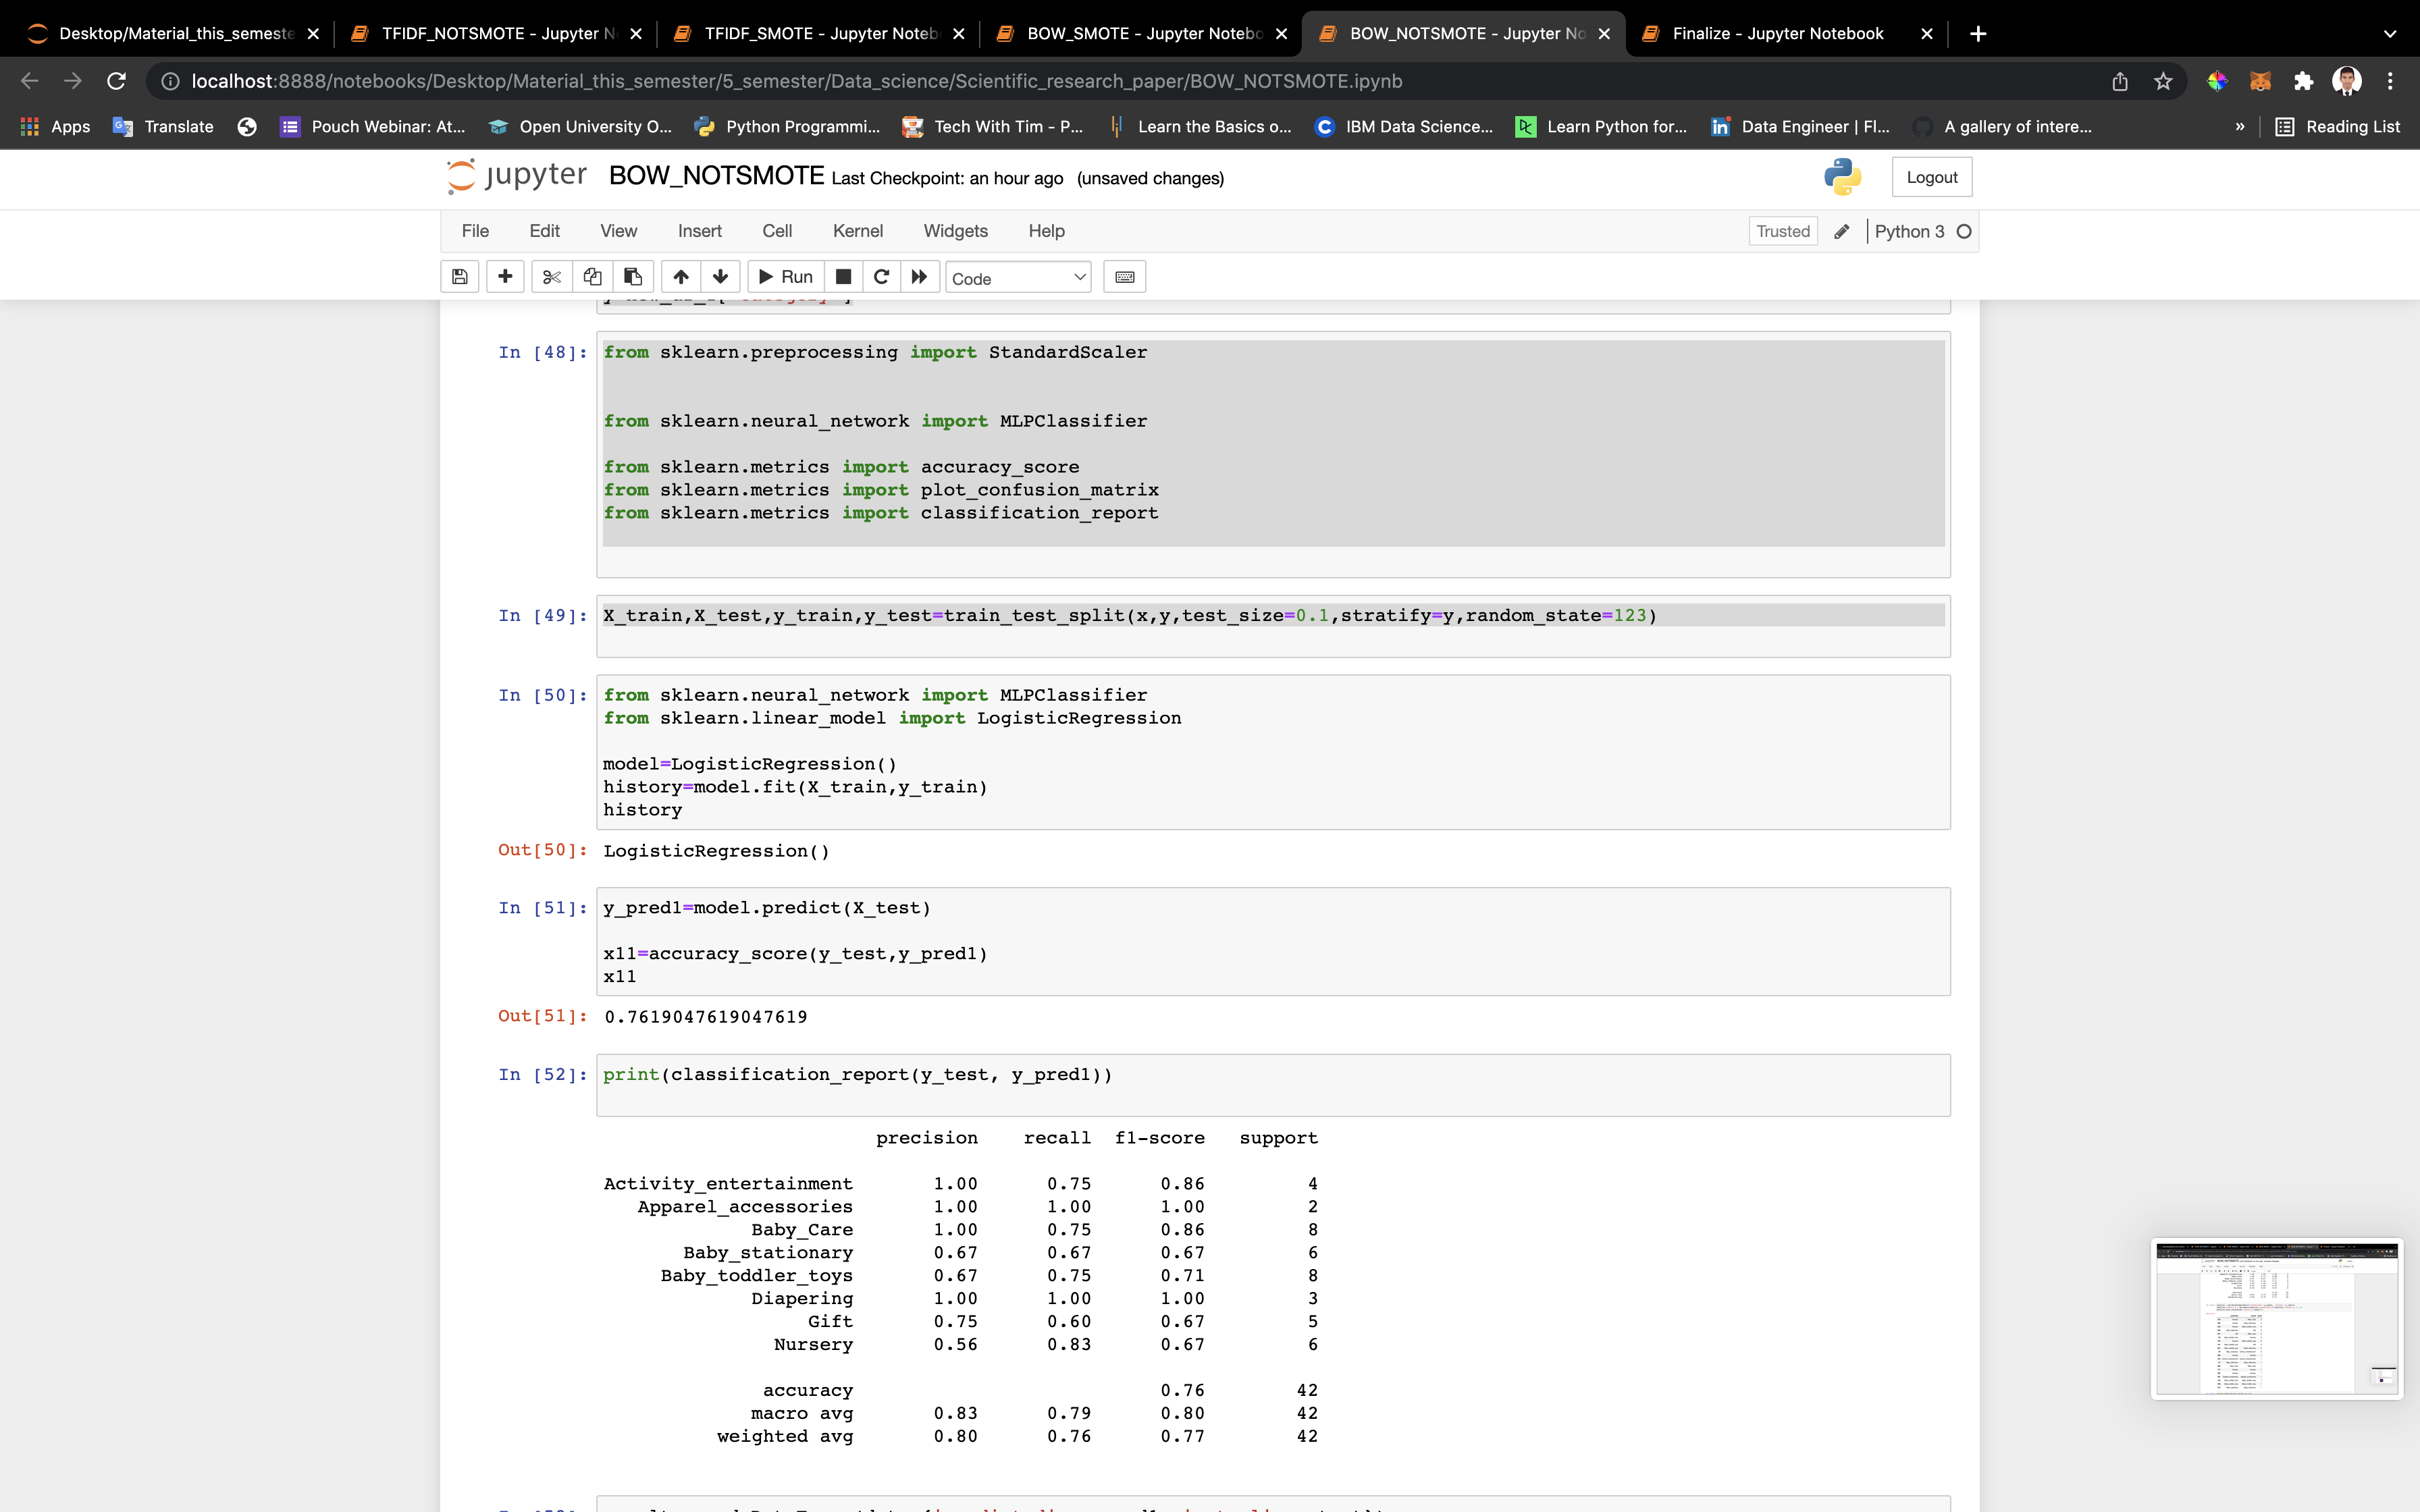 Desktop/Material_this_semeste
TFIDF_NOTSMOTE - Jupyter N
TFIDF_SMOTE - Jupyter Noteb
BOW_SMOTE - Jupyter Notebo
BOW_NOTSMOTE - Jupyter No
Finalize - Jupyter Notebook
localhost:8888/notebooks/Desktop/Material_this_semester/5_semester/Data_science/Scientific_research_paper/BOW_NOTSMOTE.ipynb
Apps Translate Pouch Webinar: At... Open University O... Python Programmi... Tech With Tim - P... Learn the Basics o... IBM Data Science... Learn Python for... Data Engineer | Fl... A gallery of intere... » Reading List
jupyter BOW_NOTSMOTE Last Checkpoint: an hour ago (unsaved changes) Logout
File Edit View Insert Cell Kernel Widgets Help Trusted Python 3
Run Code
In [48]: from sklearn.preprocessing import StandardScaler
from sklearn.neural_network import MLPClassifier
from sklearn.metrics import accuracy_score
from sklearn.metrics import plot_confusion_matrix
from sklearn.metrics import classification_report
In [49]: X_train,X_test,y_train,y_test=train_test_split(x,y,test_size=0.1,stratify=y,random_state=123)
In [50]: from sklearn.neural_network import MLPClassifier
from sklearn.linear_model import LogisticRegression
model=LogisticRegression()
history=model.fit(X_train,y_train)
history
Out[50]: LogisticRegression()
In [51]: y_pred1=model.predict(X_test)
x11=accuracy_score(y_test,y_pred1)
x11
Out[51]: 0.7619047619047619
In [52]: print(classification_report(y_test, y_pred1))
precision recall f1-score support
Activity_entertainment 1.00 0.75 0.86 4
Apparel_accessories 1.00 1.00 1.00 2
Baby_Care 1.00 0.75 0.86 8
Baby_stationary 0.67 0.67 0.67 6
Baby_toddler_toys 0.67 0.75 0.71 8
Diapering 1.00 1.00 1.00 3
Gift 0.75 0.60 0.67 5
Nursery 0.56 0.83 0.67 6
accuracy 0.76 42
macro avg 0.83 0.79 0.80 42
weighted avg 0.80 0.76 0.77 42